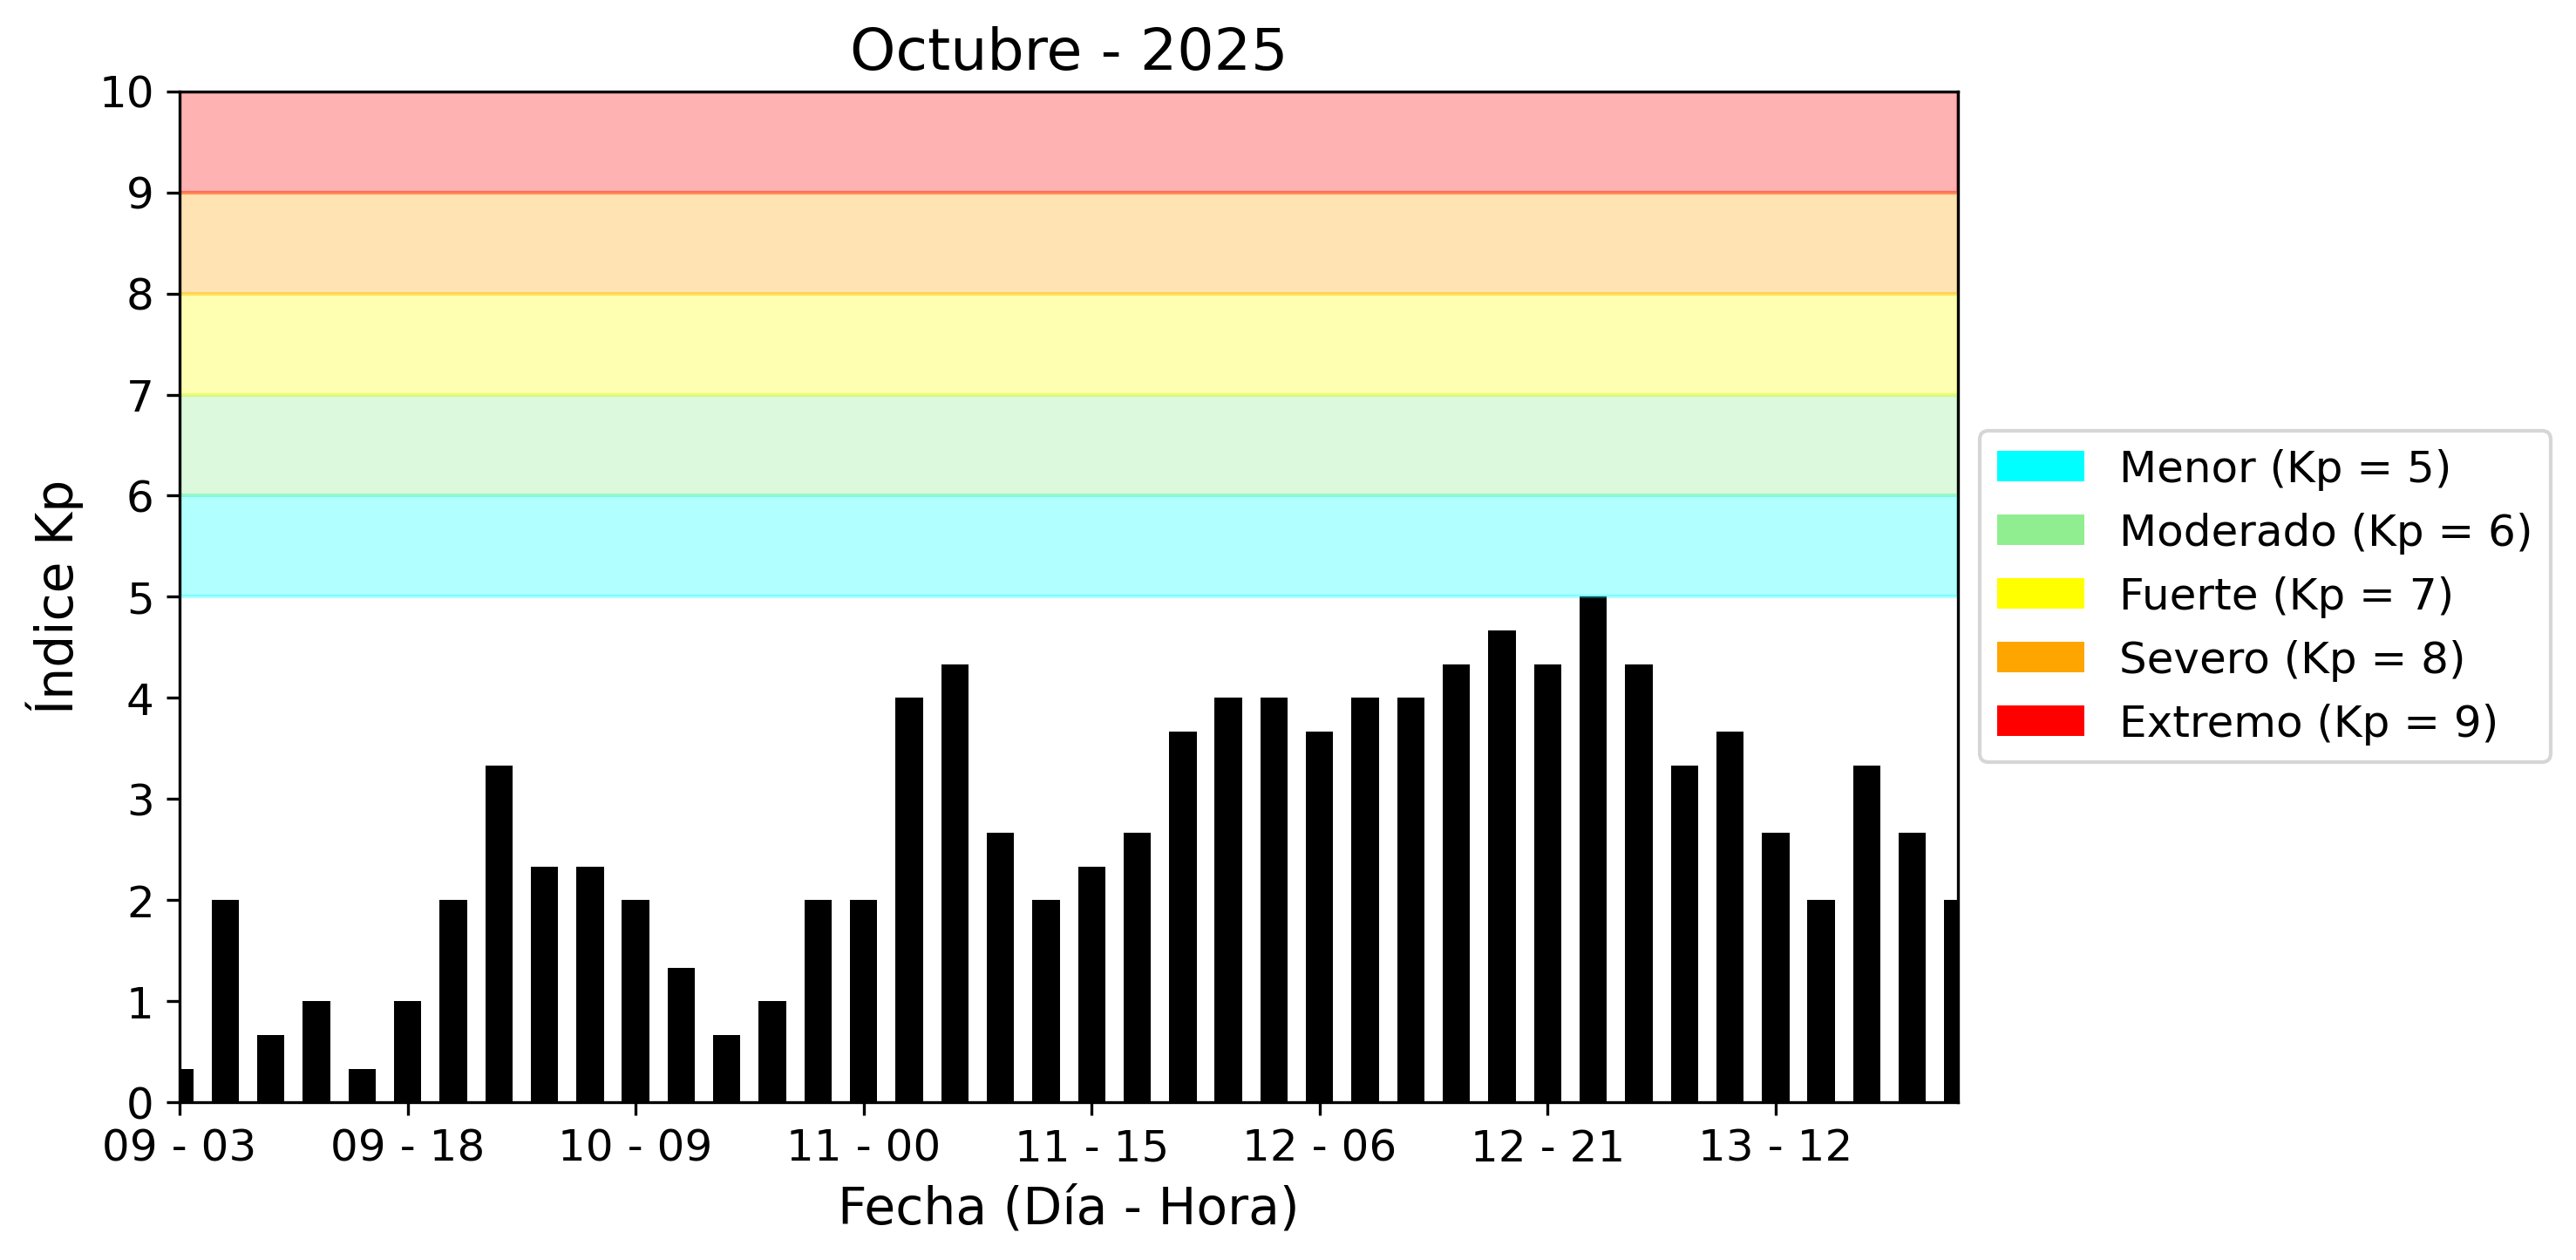 Octubre - 2025
10
9
8
7
6
5
4
3
2
1
0
Índice Kp
09 - 03
09 - 18
10 - 09
11 - 00
11 - 15
12 - 06
12 - 21
13 - 12
Fecha (Día - Hora)
Menor (Kp = 5)
Moderado (Kp = 6)
Fuerte (Kp = 7)
Severo (Kp = 8)
Extremo (Kp = 9)